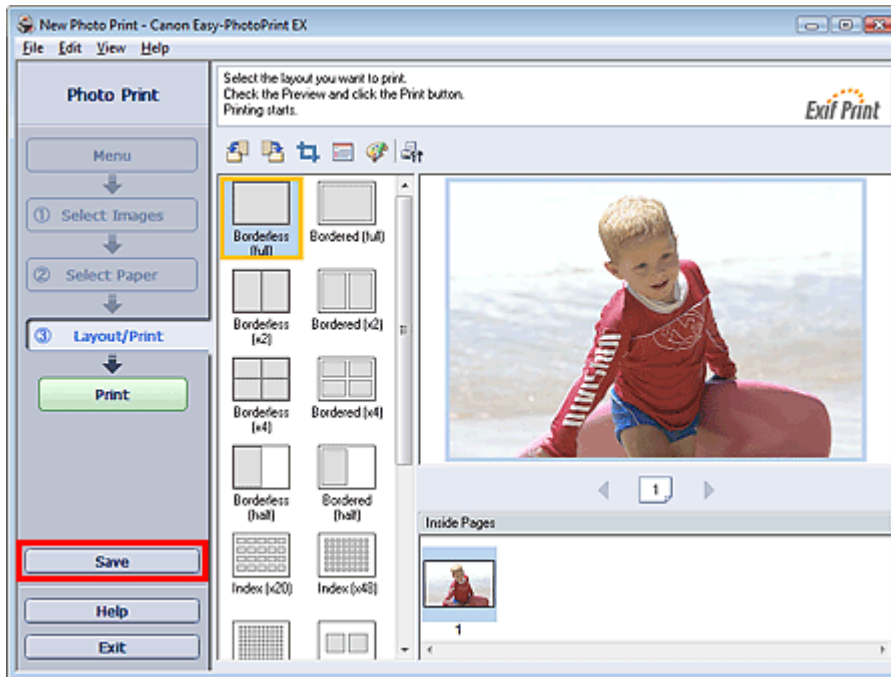 New Photo Print - Canon Easy-PhotoPrint EX
File Edit View Help
Photo Print
Select the layout you want to print.
Check the Preview and click the Print button.
Printing starts.
Exif Print
Menu
① Select Images
② Select Paper
③ Layout/Print
Print
Save
Help
Exit
Borderless (full)
Bordered (full)
Borderless (x2)
Bordered (x2)
Borderless (x4)
Bordered (x4)
Borderless (half)
Bordered (half)
Index (x20)
Index (x48)
1
Inside Pages
1